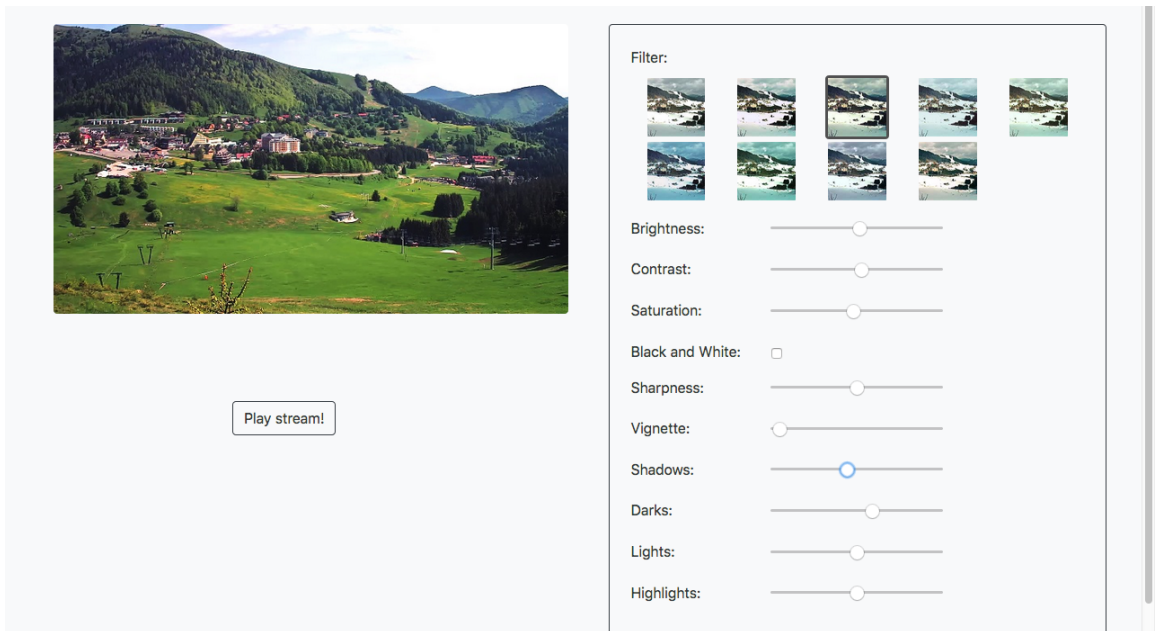 Filter:
Brightness:
Contrast:
Saturation:
Black and White:
Sharpness:
Play stream!
Vignette:
Shadows:
Darks:
Lights:
Highlights: